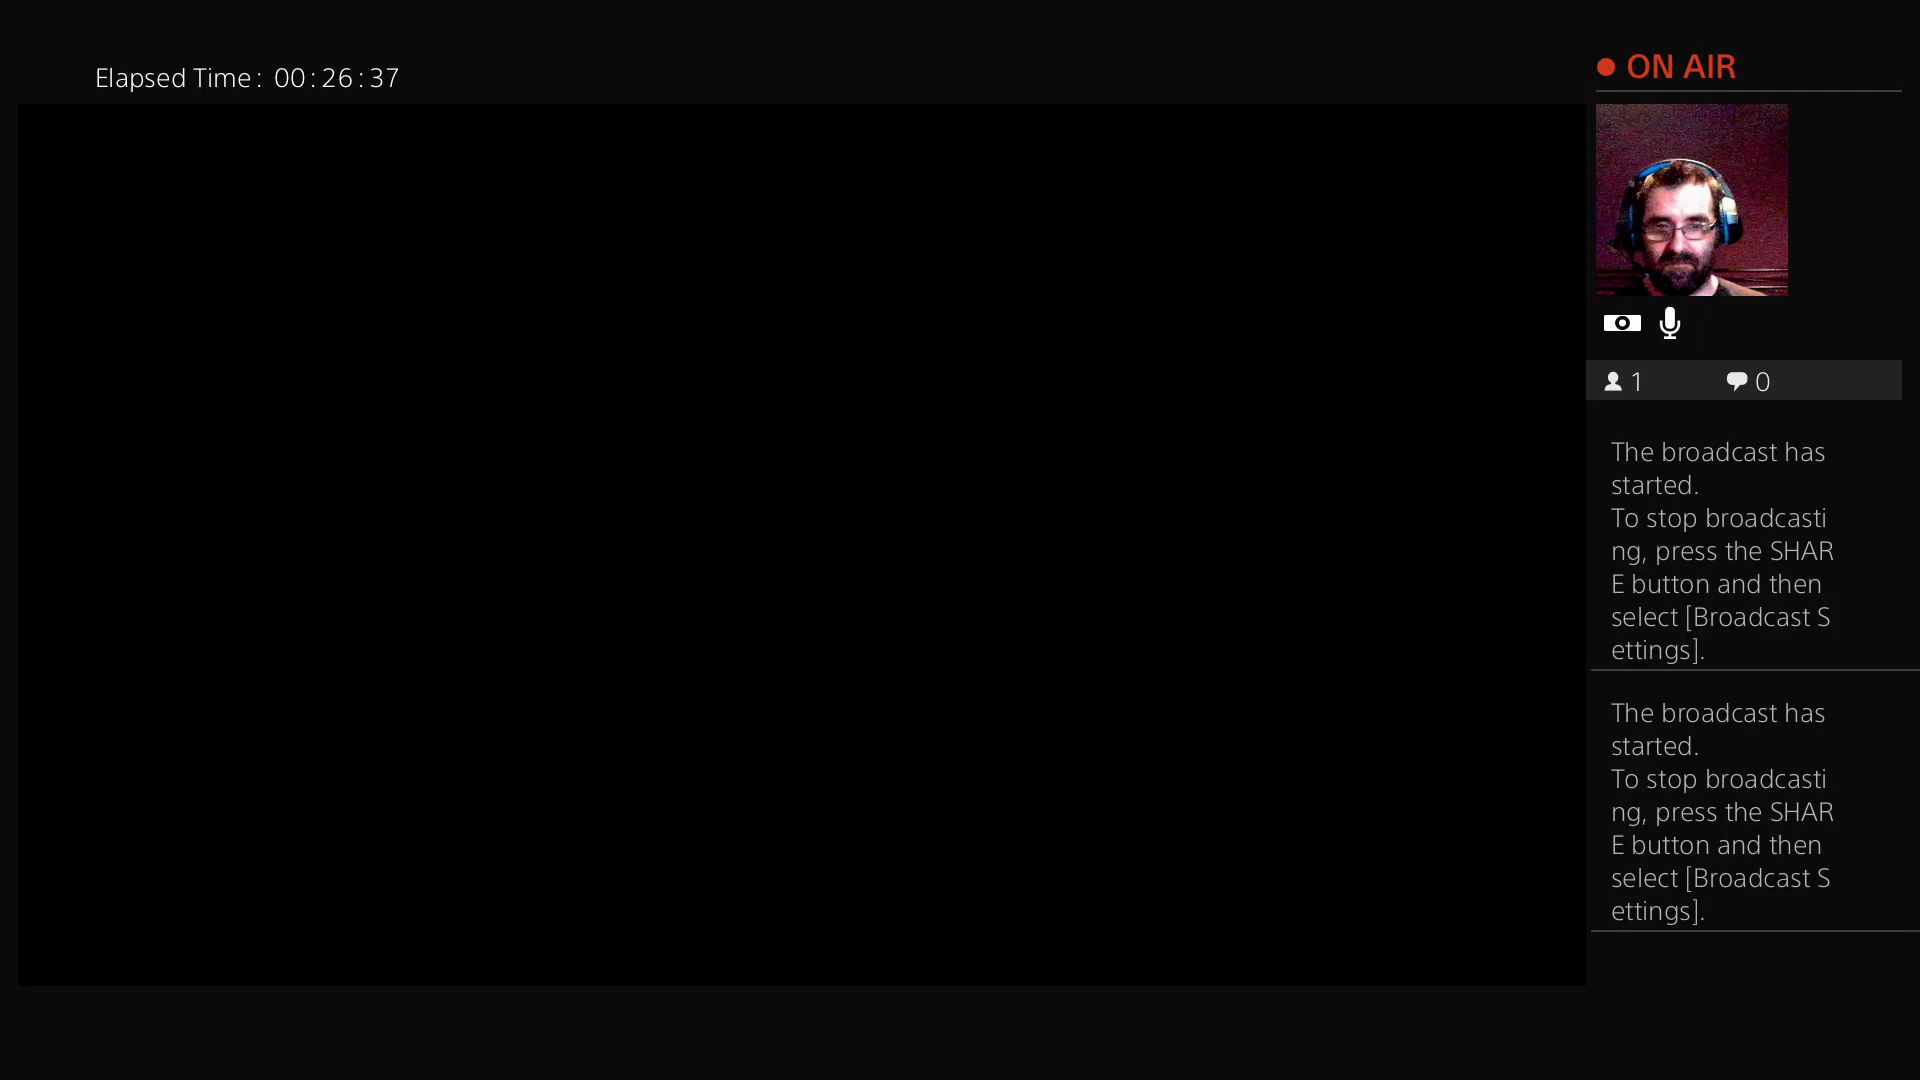 Elapsed Time: 00:26:37
ON AIR
1 0
The broadcast has
started.
To stop broadcasti
ng, press the SHAR
E button and then
select [Broadcast S
ettings].
The broadcast has
started.
To stop broadcasti
ng, press the SHAR
E button and then
select [Broadcast S
ettings].